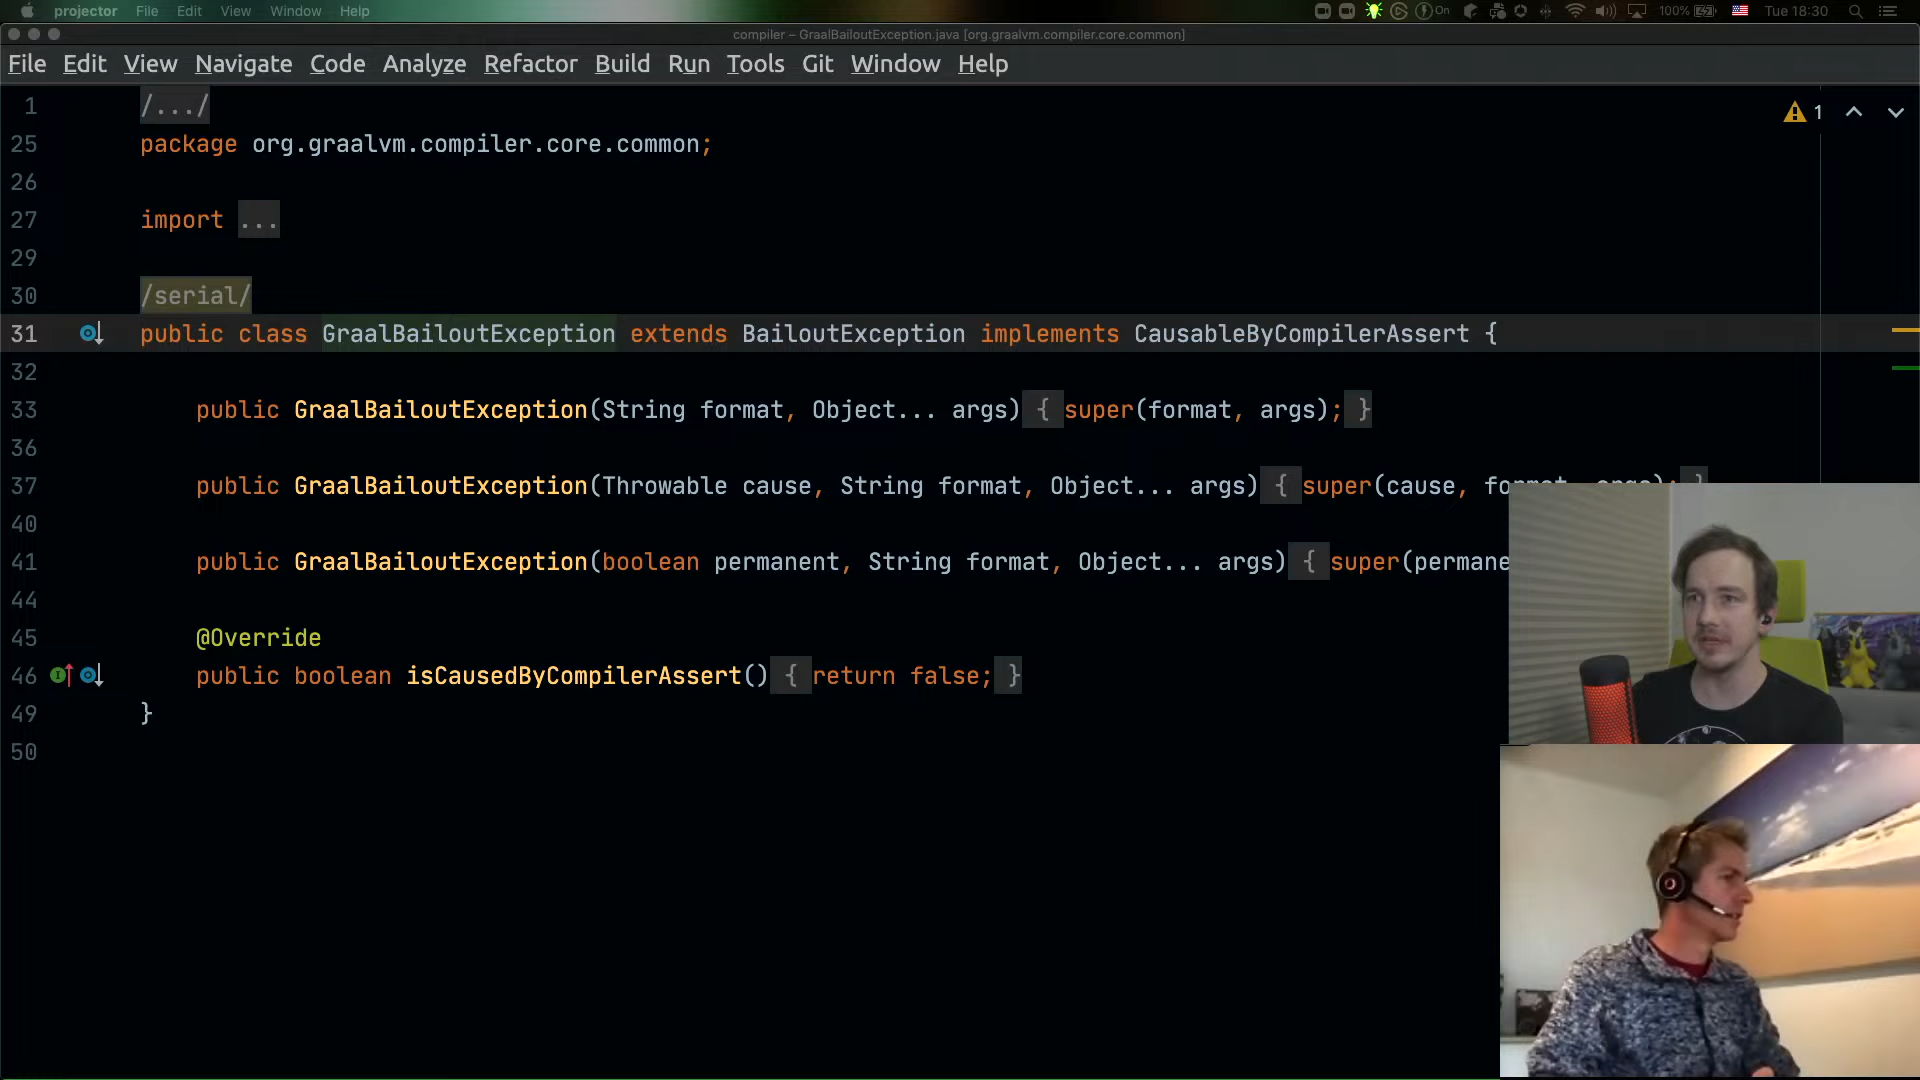 projector File Edit View Window Help On 100% Tue 18:30
compiler – GraalBailoutException.java [org.graalvm.compiler.core.common]
File Edit View Navigate Code Analyze Refactor Build Run Tools Git Window Help
1 /.../ 1
25 package org.graalvm.compiler.core.common;
26
27 import ...
29
30 /serial/
31 public class GraalBailoutException extends BailoutException implements CausableByCompilerAssert {
32
33 public GraalBailoutException(String format, Object... args) { super(format, args); }
36
37 public GraalBailoutException(Throwable cause, String format, Object... args) { super(cause, format, args); }
40
41 public GraalBailoutException(boolean permanent, String format, Object... args) { super(permane
44
45 @Override
46 public boolean isCausedByCompilerAssert() { return false; }
49 }
50